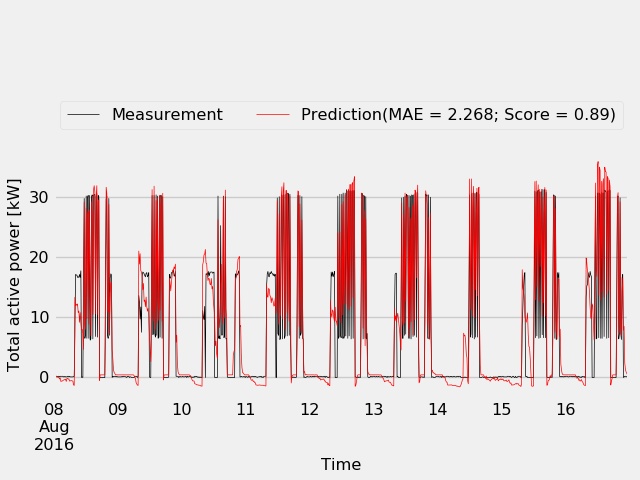 Measurement
Prediction(MAE = 2.268; Score = 0.89)
Total active power [kW]
30
20
10
0
08 09 10 11 12 13 14 15 16
Aug
2016
Time